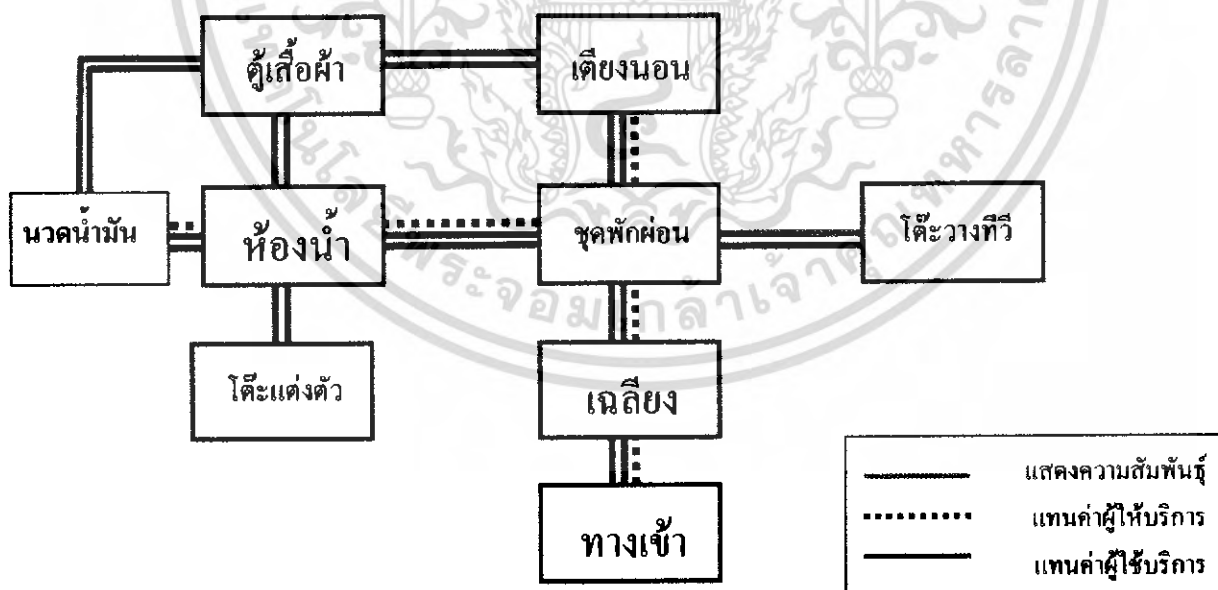 ตู้เสื้อผ้า
เตียงนอน
นวดน้ำมัน
ห้องน้ำ
ชุดพักผ่อน
โต๊ะวางทีวี
โต๊ะแต่งตัว
เฉลียง
ทางเข้า
แสดงความสัมพันธ์
แทนค่าผู้ให้บริการ
แทนค่าผู้ใช้บริการ